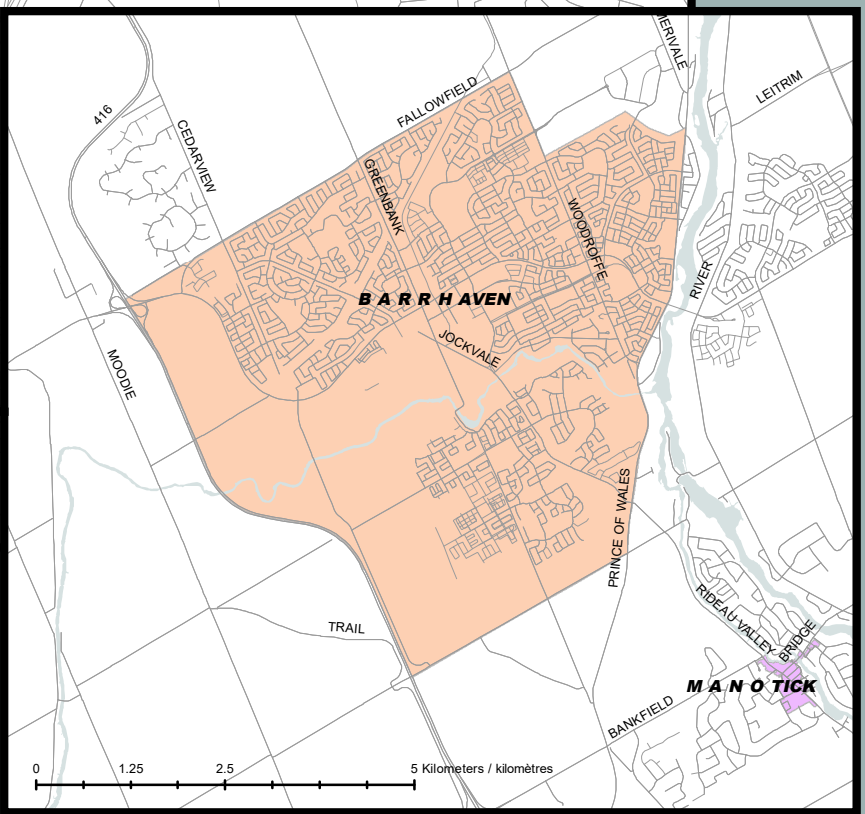 MERIVALE
LEITRIM
FALLOWFIELD
416
CEDARVIEW
GREENBANK
WOODROFFE
RIVER
B A R R H AVEN
JOCKVALE
MOODIE
PRINCE OF WALES
RIDEAU VALLEY
BRIDGE
TRAIL
M A N O TICK
BANKFIELD
0 1.25 2.5 5 Kilometers / kilomètres